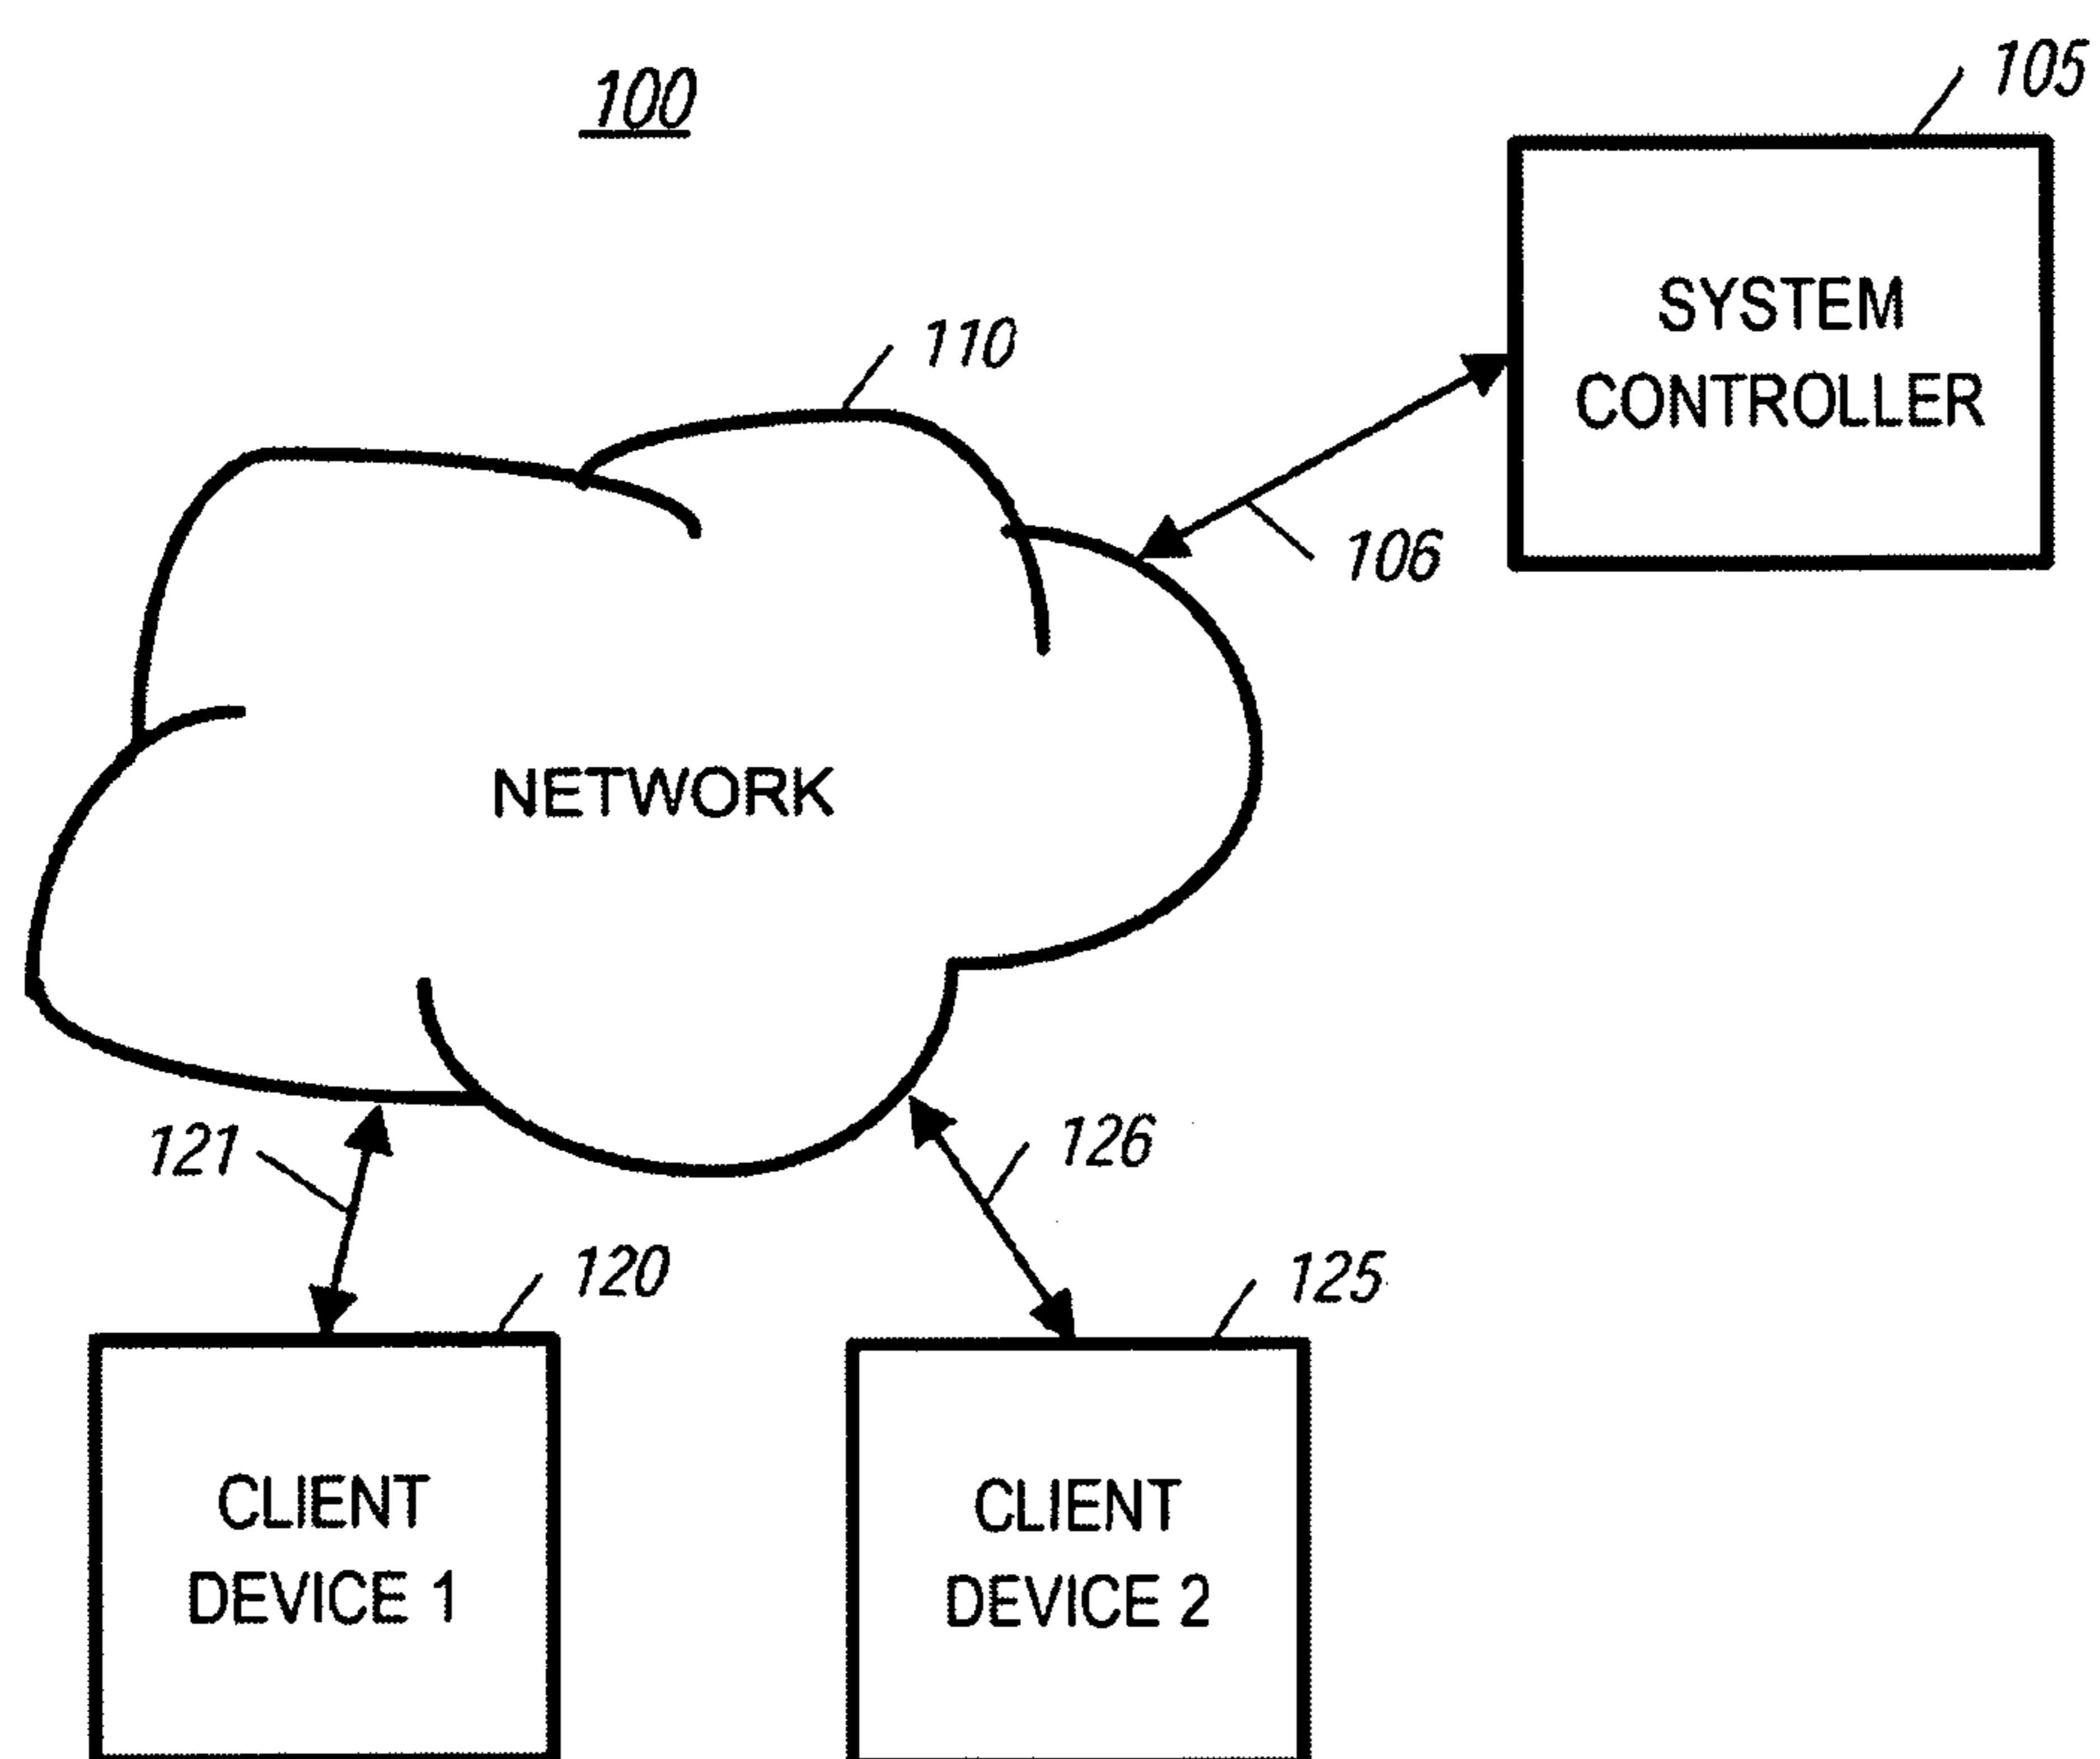 100
105
SYSTEM
CONTROLLER
110
106
NETWORK
121
126
120
125
CLIENT
DEVICE 1
CLIENT
DEVICE 2